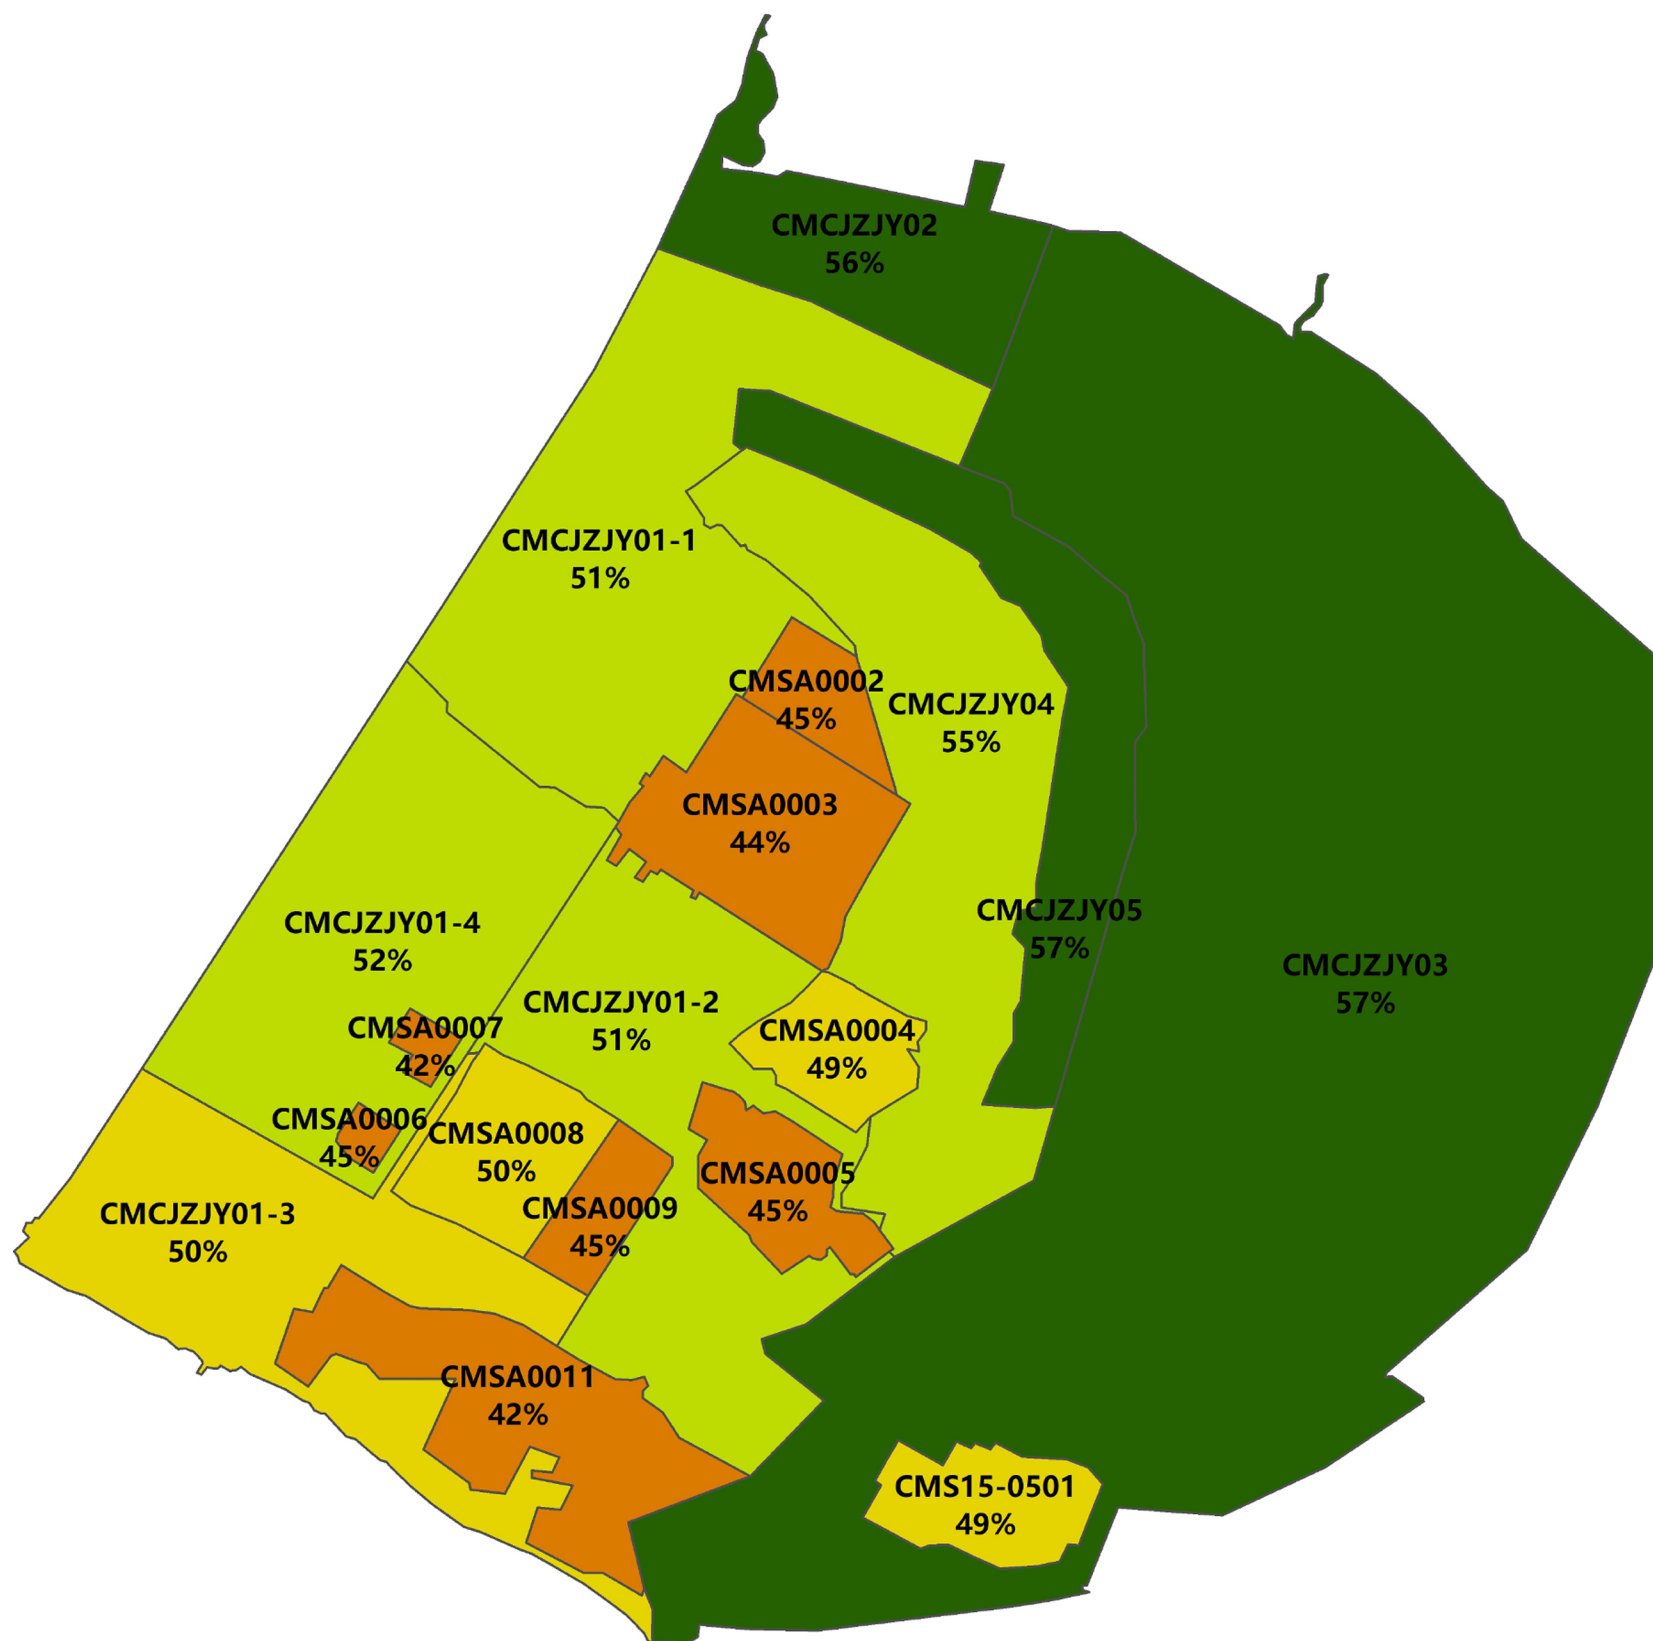 CMCJZJY02
56%
CMCJZJY01-1
51%
CMSA0002
45%
CMCJZJY04
55%
CMSA0003
44%
CMCJZJY05
57%
CMCJZJY01-4
52%
CMCJZJY03
57%
CMCJZJY01-2
51%
CMSA0007
42%
CMSA0004
49%
CMSA0006
45%
CMSA0008
50%
CMSA0005
45%
CMSA0009
45%
CMCJZJY01-3
50%
CMSA0011
42%
CMS15-0501
49%